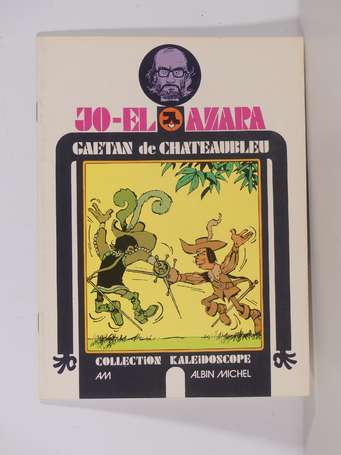 JO-EL AZARA
GAETAN de CHATEAUBLEU
COLLECTION KALEIDOSCOPE
AM ALBIN MICHEL